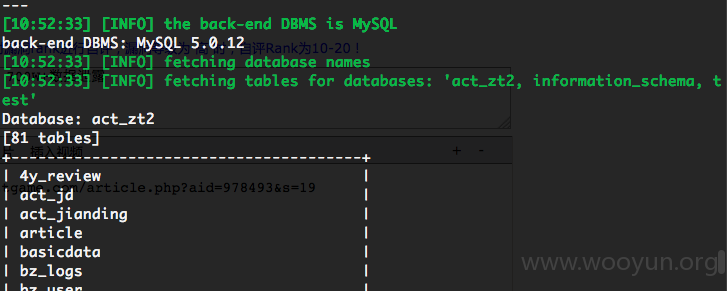 ---
[10:52:33] [INFO] the back-end DBMS is MySQL
back-end DBMS: MySQL 5.0.12
自评Rank为10-20！
[10:52:33] [INFO] fetching database names
[10:52:33] [INFO] fetching tables for databases: 'act_zt2, information_schema, t
est'
Database: act_zt2
[81 tables]
插入视频
+ -
+---------------------------------------+
| 4y_review |
game.com/article.php?aid=978493&s=19
| act_jd |
| act_jianding |
| article |
| basicdata |
| bz_logs |
| bz_user |
www.wooyun.org